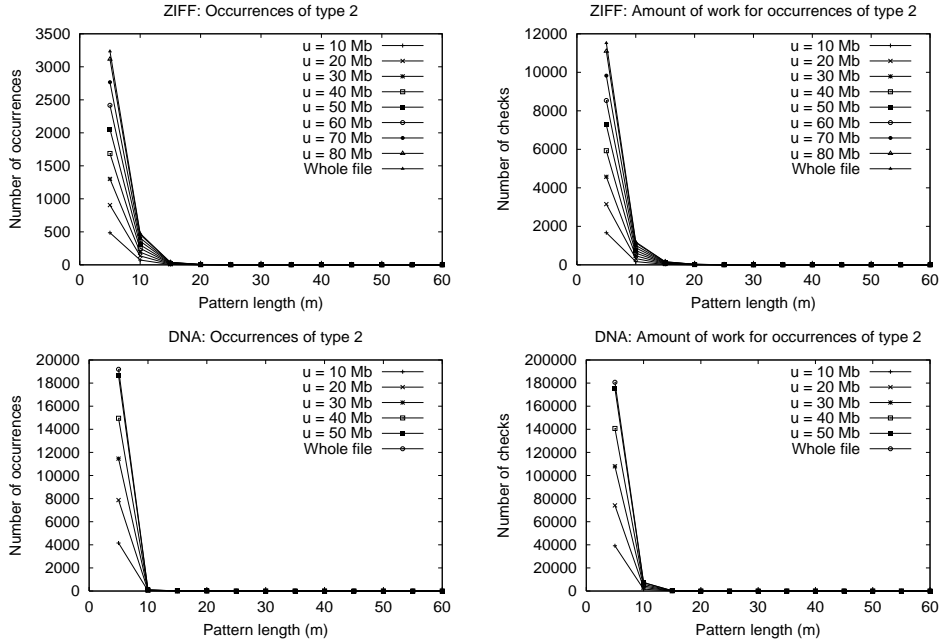 ZIFF: Occurrences of type 2
Number of occurrences
3500
3000
2500
2000
1500
1000
500
0
u = 10 Mb
u = 20 Mb
u = 30 Mb
u = 40 Mb
u = 50 Mb
u = 60 Mb
u = 70 Mb
u = 80 Mb
Whole file
0 10 20 30 40 50 60
Pattern length (m)
ZIFF: Amount of work for occurrences of type 2
Number of checks
12000
10000
8000
6000
4000
2000
0
u = 10 Mb
u = 20 Mb
u = 30 Mb
u = 40 Mb
u = 50 Mb
u = 60 Mb
u = 70 Mb
u = 80 Mb
Whole file
0 10 20 30 40 50 60
Pattern length (m)
DNA: Occurrences of type 2
Number of occurrences
20000
18000
16000
14000
12000
10000
8000
6000
4000
2000
0
u = 10 Mb
u = 20 Mb
u = 30 Mb
u = 40 Mb
u = 50 Mb
Whole file
0 10 20 30 40 50 60
Pattern length (m)
DNA: Amount of work for occurrences of type 2
Number of checks
200000
180000
160000
140000
120000
100000
80000
60000
40000
20000
0
u = 10 Mb
u = 20 Mb
u = 30 Mb
u = 40 Mb
u = 50 Mb
Whole file
0 10 20 30 40 50 60
Pattern length (m)